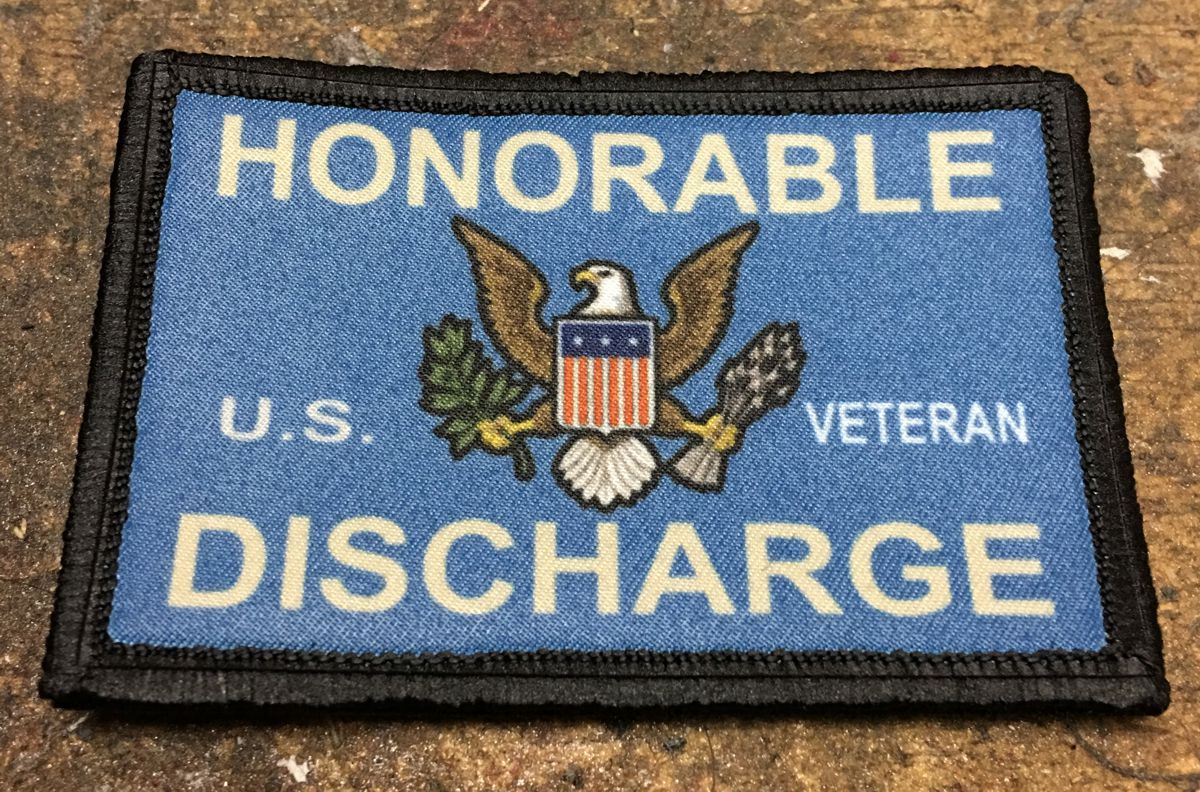 HONORABLE
U.S. VETERAN
DISCHARGE